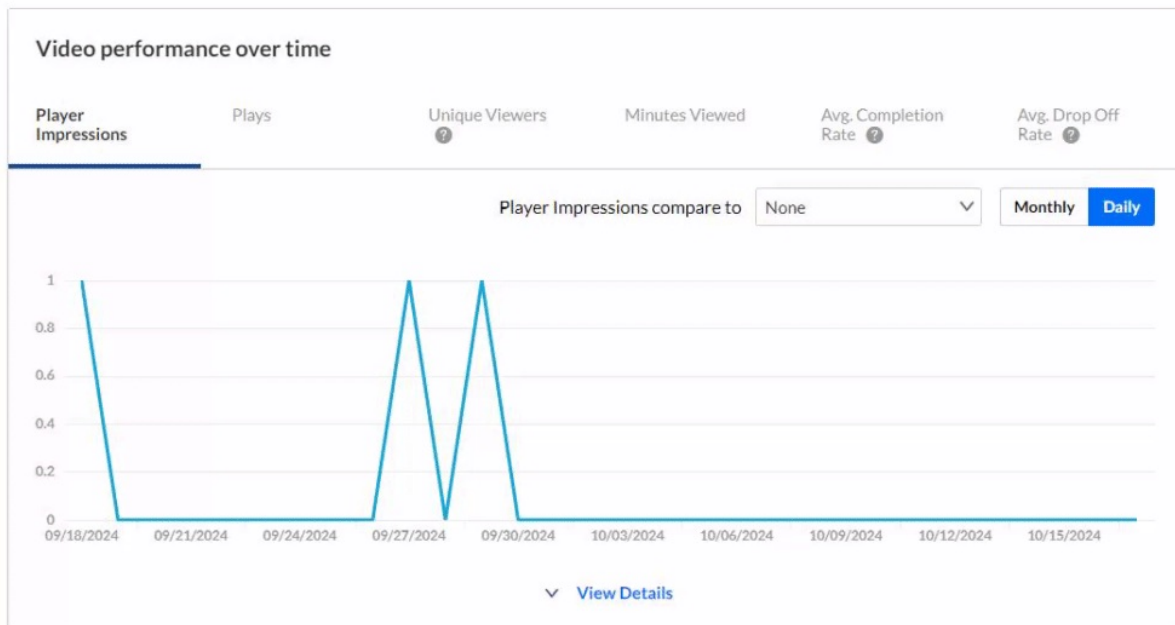 Video performance over time
Player Impressions
Plays
Unique Viewers ?
Minutes Viewed
Avg. Completion Rate ?
Avg. Drop Off Rate ?
Player Impressions compare to None Monthly Daily
1
0.8
0.6
0.4
0.2
0
09/18/2024 09/21/2024 09/24/2024 09/27/2024 09/30/2024 10/03/2024 10/06/2024 10/09/2024 10/12/2024 10/15/2024
View Details